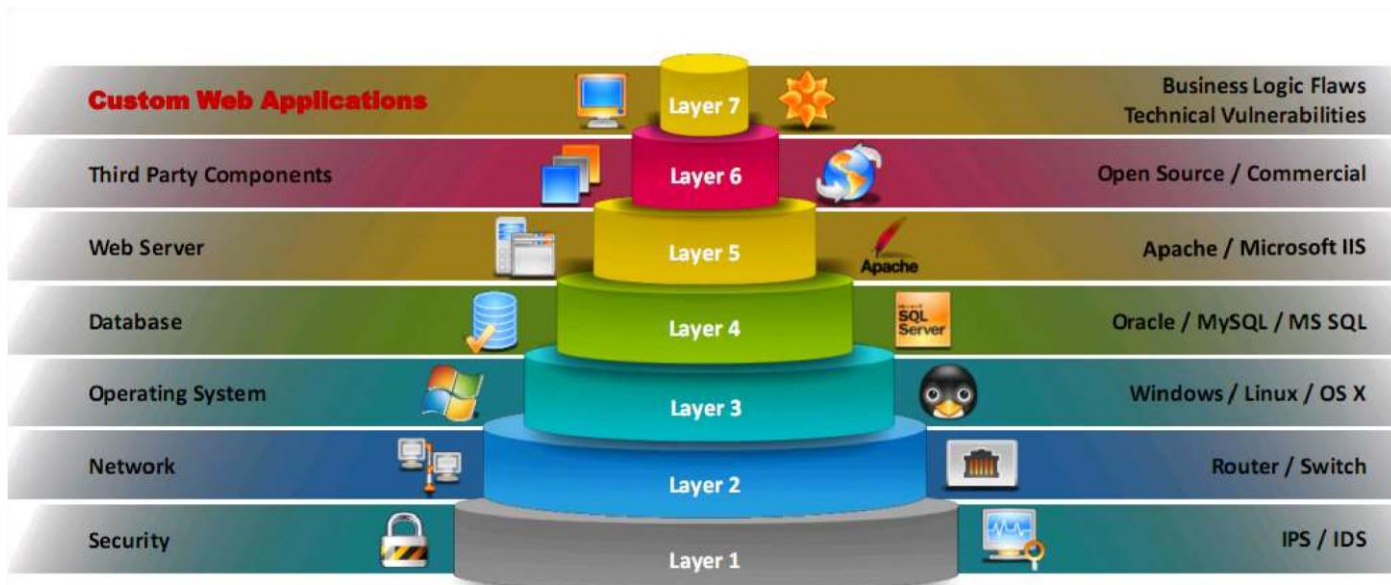 Custom Web Applications
Layer 7
Business Logic Flaws
Technical Vulnerabilities
Third Party Components
Layer 6
Open Source / Commercial
Web Server
Layer 5
Apache
Apache / Microsoft IIS
Database
Layer 4
Microsoft
SQL
Server
Oracle / MySQL / MS SQL
Operating System
Layer 3
Windows / Linux / OS X
Network
Layer 2
Router / Switch
Security
Layer 1
IPS / IDS